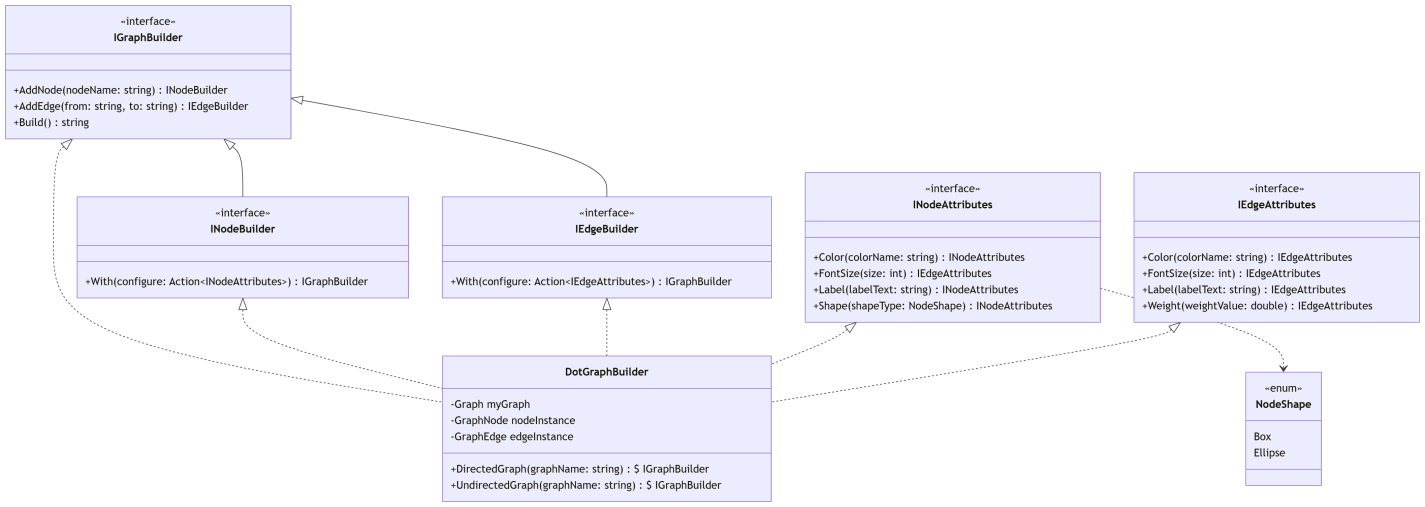 «interface»
IGraphBuilder
+AddNode(nodeName: string) : INodeBuilder
+AddEdge(from: string, to: string) : IEdgeBuilder
+Build() : string
«interface»
INodeBuilder
+With(configure: Action<INodeAttributes>) : IGraphBuilder
«interface»
IEdgeBuilder
+With(configure: Action<IEdgeAttributes>) : IGraphBuilder
«interface»
INodeAttributes
+Color(colorName: string) : INodeAttributes
+FontSize(size: int) : IEdgeAttributes
+Label(labelText: string) : INodeAttributes
+Shape(shapeType: NodeShape) : INodeAttributes
«interface»
IEdgeAttributes
+Color(colorName: string) : IEdgeAttributes
+FontSize(size: int) : IEdgeAttributes
+Label(labelText: string) : IEdgeAttributes
+Weight(weightValue: double) : IEdgeAttributes
DotGraphBuilder
-Graph myGraph
-GraphNode nodeInstance
-GraphEdge edgeInstance
+DirectedGraph(graphName: string) : $ IGraphBuilder
+UndirectedGraph(graphName: string) : $ IGraphBuilder
«enum»
NodeShape
Box
Ellipse